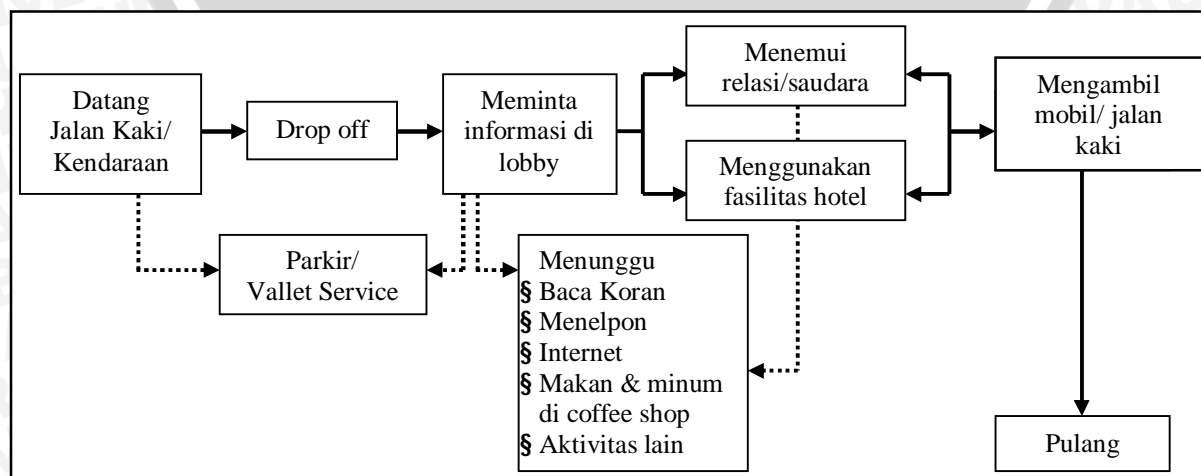 Datang
Jalan Kaki/
Kendaraan
Drop off
Meminta
informasi di
lobby
Menemui
relasi/saudara
Menggunakan
fasilitas hotel
Mengambil
mobil/ jalan
kaki
Parkir/
Vallet Service
Menunggu
§ Baca Koran
§ Menelpon
§ Internet
§ Makan & minum
di coffee shop
§ Aktivitas lain
Pulang